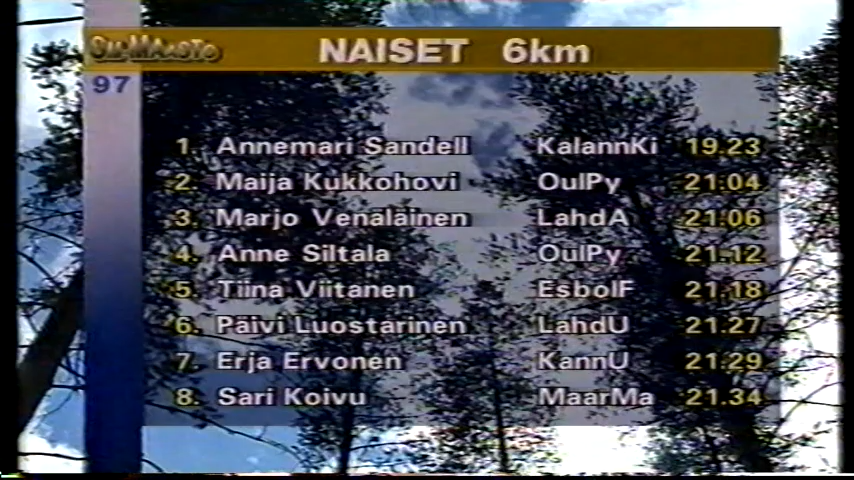 SM-MAASTO NAISET 6km
97
1. Annemari Sandell KalannKi 19.23
2. Maija Kukkohovi OulPy 21.04
3. Marjo Venäläinen LahdA 21.06
4. Anne Siltala OulPy 21.12
5. Tiina Viitanen EsboIF 21.18
6. Päivi Luostarinen LahdU 21.27
7. Erja Ervonen KannU 21.29
8. Sari Koivu MaarMa 21.34